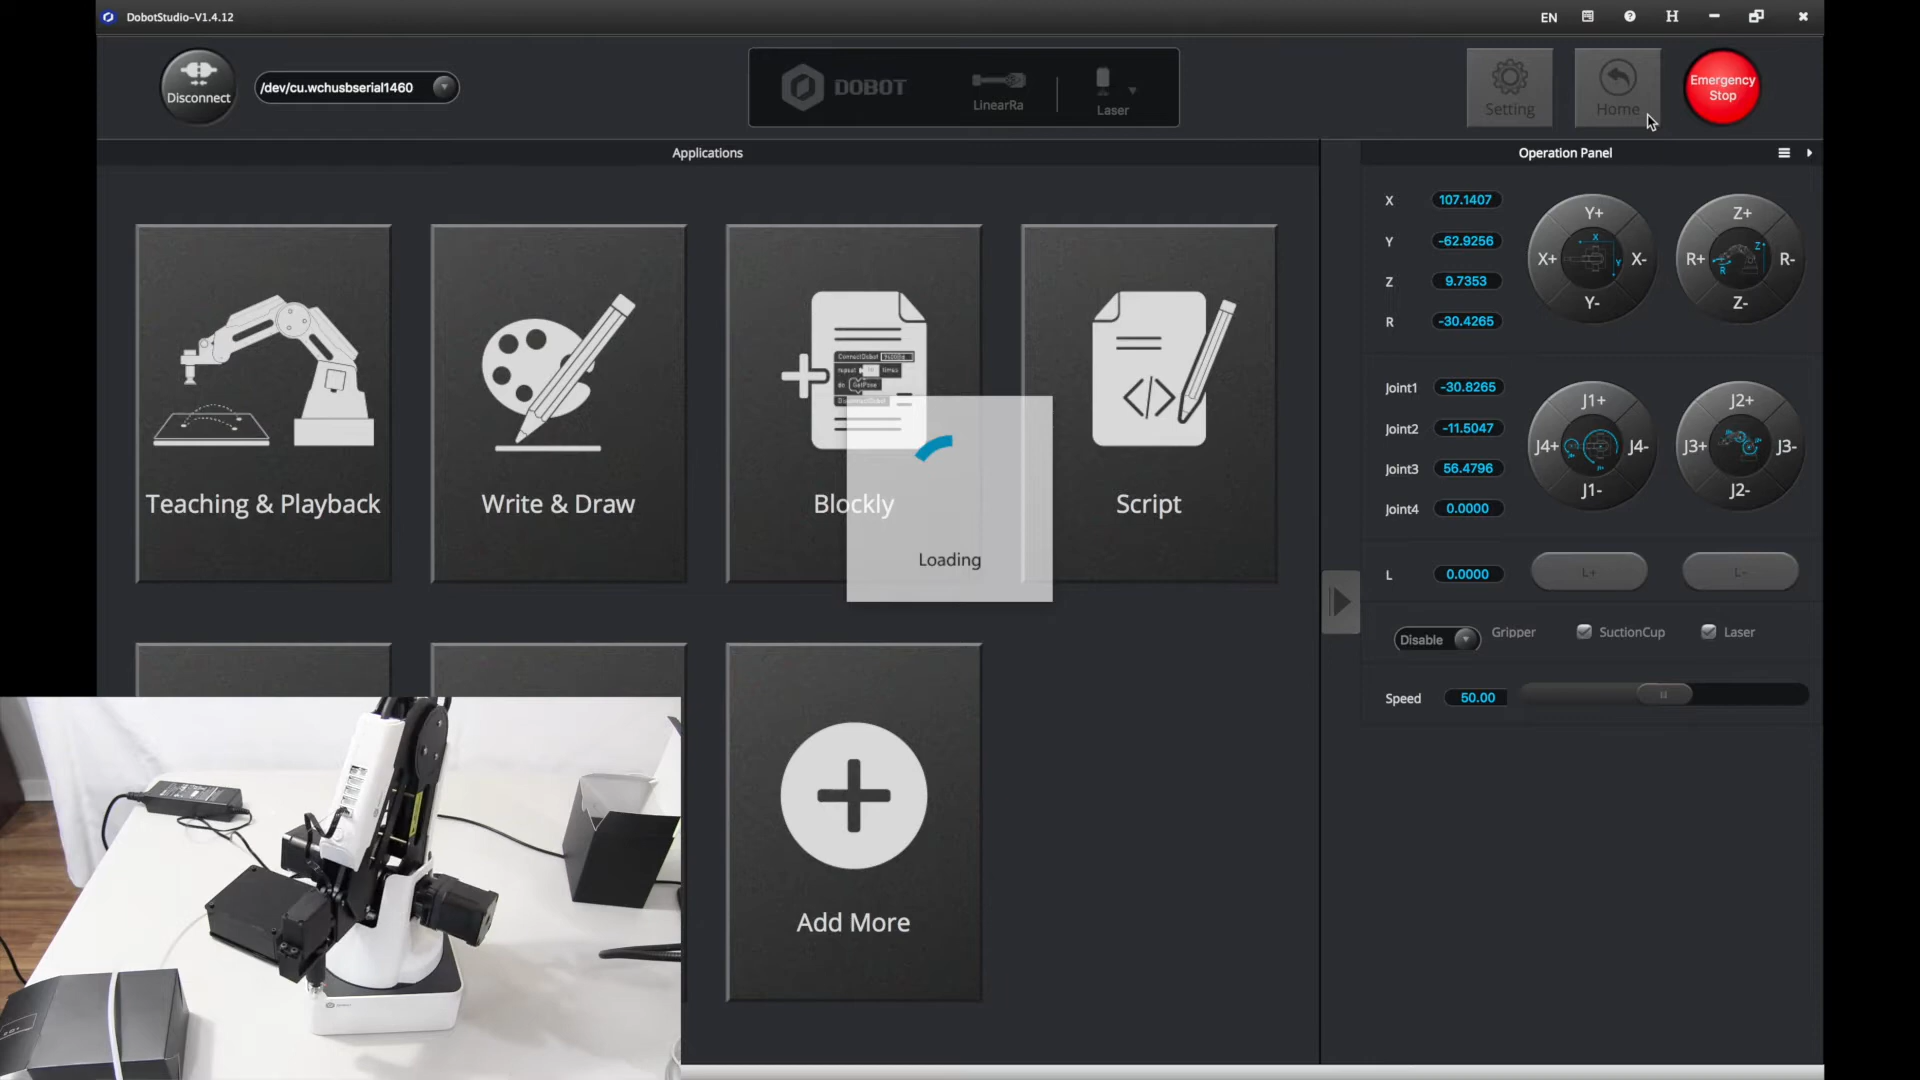 DobotStudio-V1.4.12
EN
H
Disconnect
/dev/cu.wchusbserial1460
DOBOT
LinearRa
Laser
Setting
Home
Emergency
Stop
Applications
Operation Panel
Teaching & Playback
Write & Draw
Blockly
Script
Loading
Add More
X 107.1407
Y -62.9256
Z 9.7353
R -30.4265
Y+
X+ X-
Y-
Z+
R+ R-
Z-
Joint1 -30.8265
Joint2 -11.5047
Joint3 56.4796
Joint4 0.0000
J1+
J4+ J4-
J1-
J2+
J3+ J3-
J2-
L 0.0000 L+ L-
Disable Gripper SuctionCup Laser
Speed 50.00